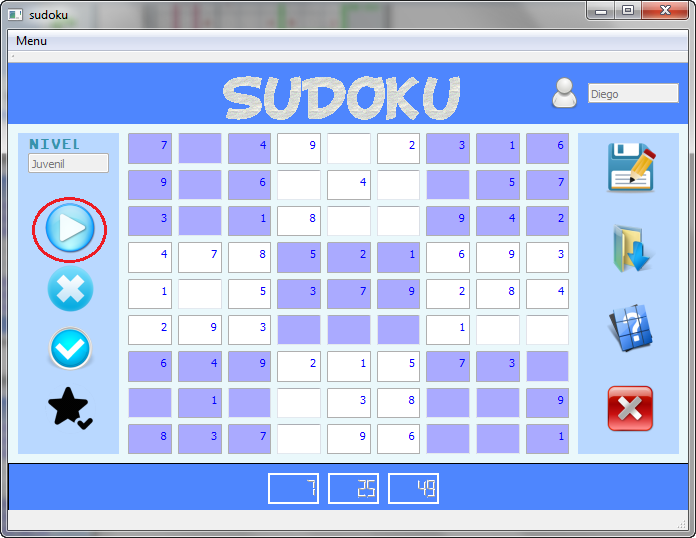 sudoku
Menu
SUDOKU
Diego
NIVEL
Juvenil
7 4 9 2 3 1 6
9 6 4 5 7
3 1 8 9 4 2
4 7 8 5 2 1 6 9 3
1 5 3 7 9 2 8 4
2 9 3 1
6 4 9 2 1 5 7 3
1 3 8 9
8 3 7 9 6 1
?
7 25 49